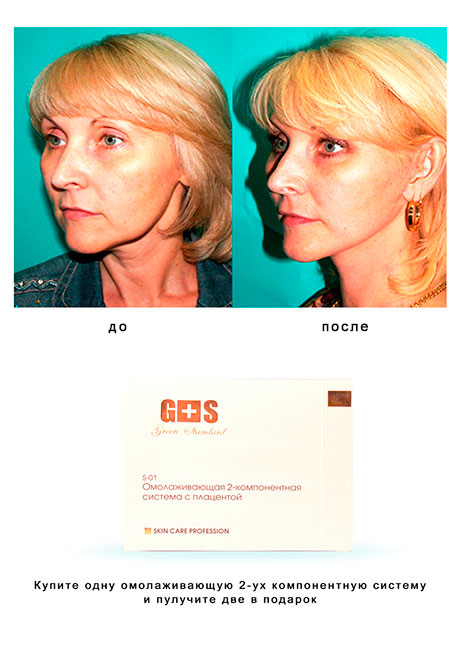 до
после
G+S
Green Standard
S-01
Омолаживающая 2-компонентная
система с плацентой
SKIN CARE PROFESSION
Купите одну омолаживающую 2-ух компонентную систему
и пулучите две в подарок